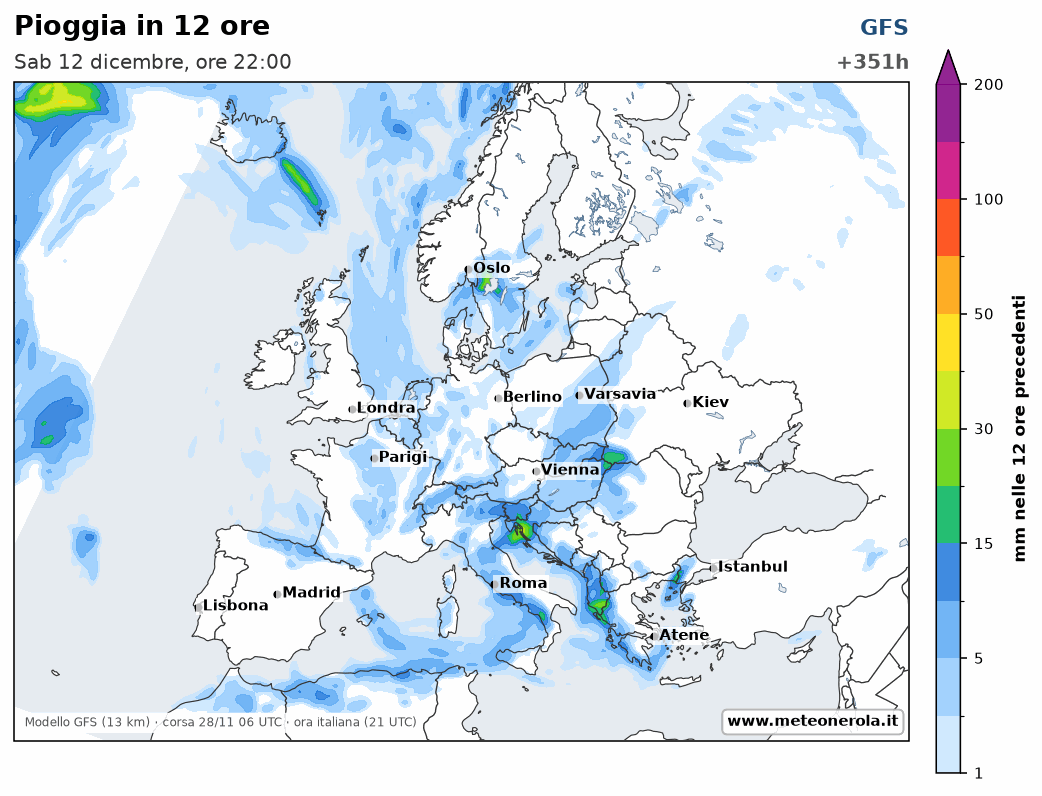 Pioggia in 12 ore
GFS
Sab 12 dicembre, ore 22:00
+351h
200
100
50
30
15
5
1
mm nelle 12 ore precedenti
Oslo
Berlino
Varsavia
Kiev
Londra
Parigi
Vienna
Istanbul
Roma
Madrid
Lisbona
Atene
Modello GFS (13 km) · corsa 28/11 06 UTC · ora italiana (21 UTC)
www.meteonerola.it